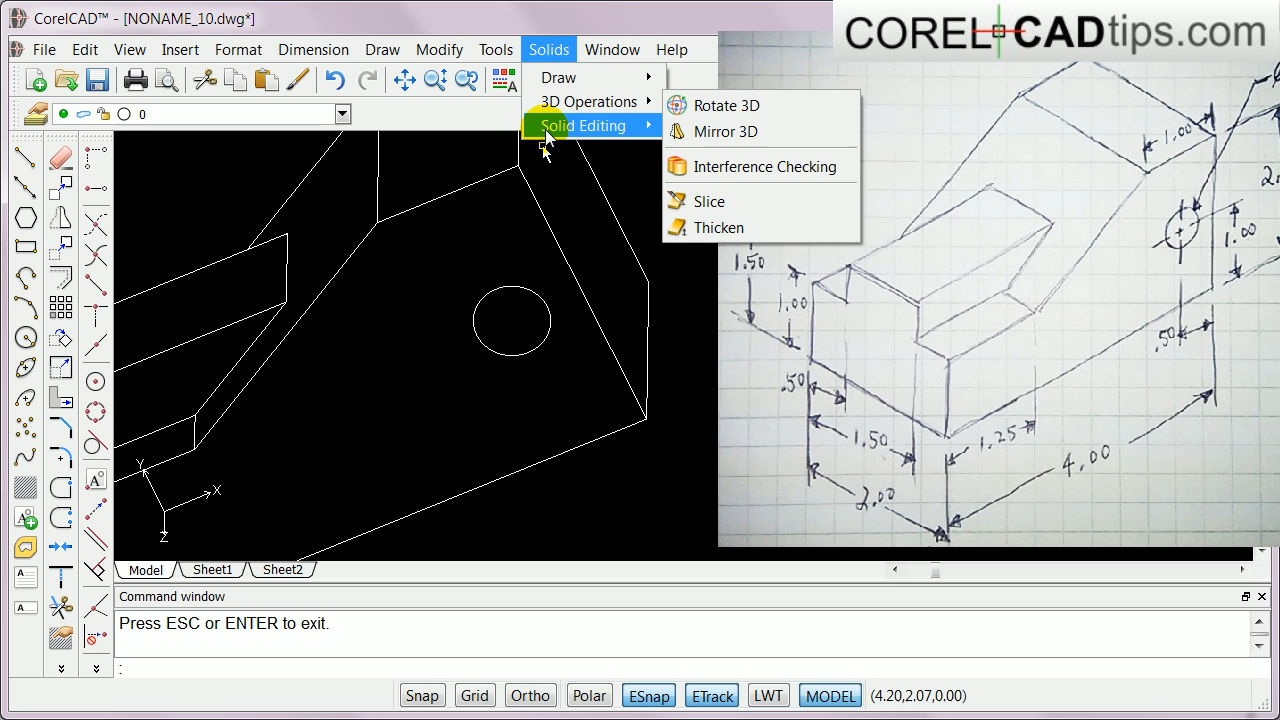 CorelCAD™ - [NONAME_10.dwg*]
COREL CADtips.com
File Edit View Insert Format Dimension Draw Modify Tools Solids Window Help
Draw
3D Operations
Solid Editing
Rotate 3D
Mirror 3D
Interference Checking
Slice
Thicken
0
1.00
1.00
1.50
1.00
.50
.50
1.50
1.25
4.00
2.00
Y
X
Z
Model Sheet1 Sheet2
Command window
Press ESC or ENTER to exit.
:
Snap Grid Ortho Polar ESnap ETrack LWT MODEL (4.20,2.07,0.00)